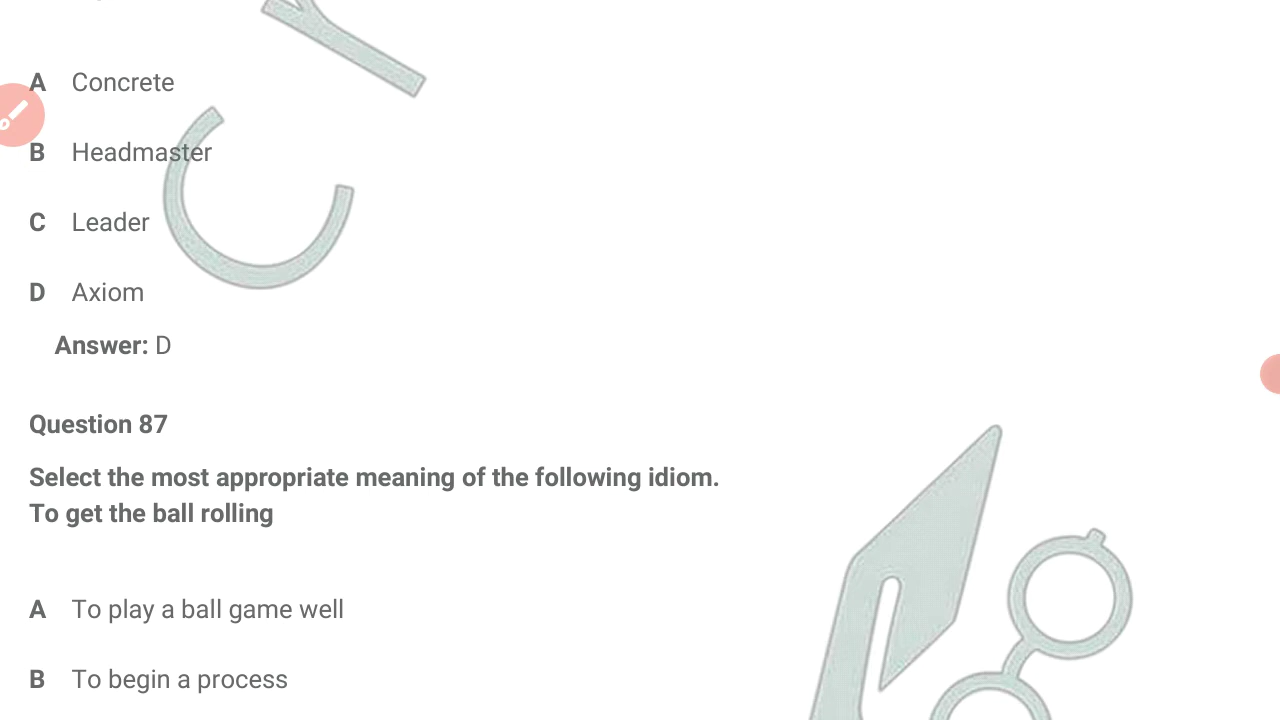 A Concrete
B Headmaster
C Leader
D Axiom
Answer: D
Question 87
Select the most appropriate meaning of the following idiom.
To get the ball rolling
A To play a ball game well
B To begin a process